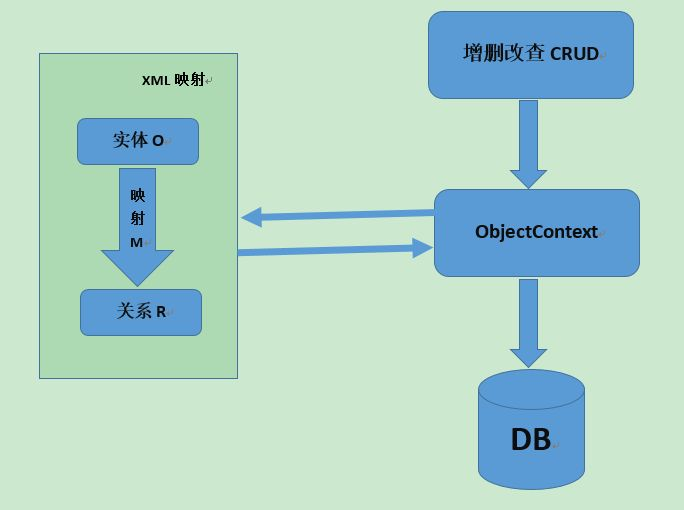 增删改查 CRUD
XML 映射
实体 O
映
射
M
关系 R
ObjectContext
DB